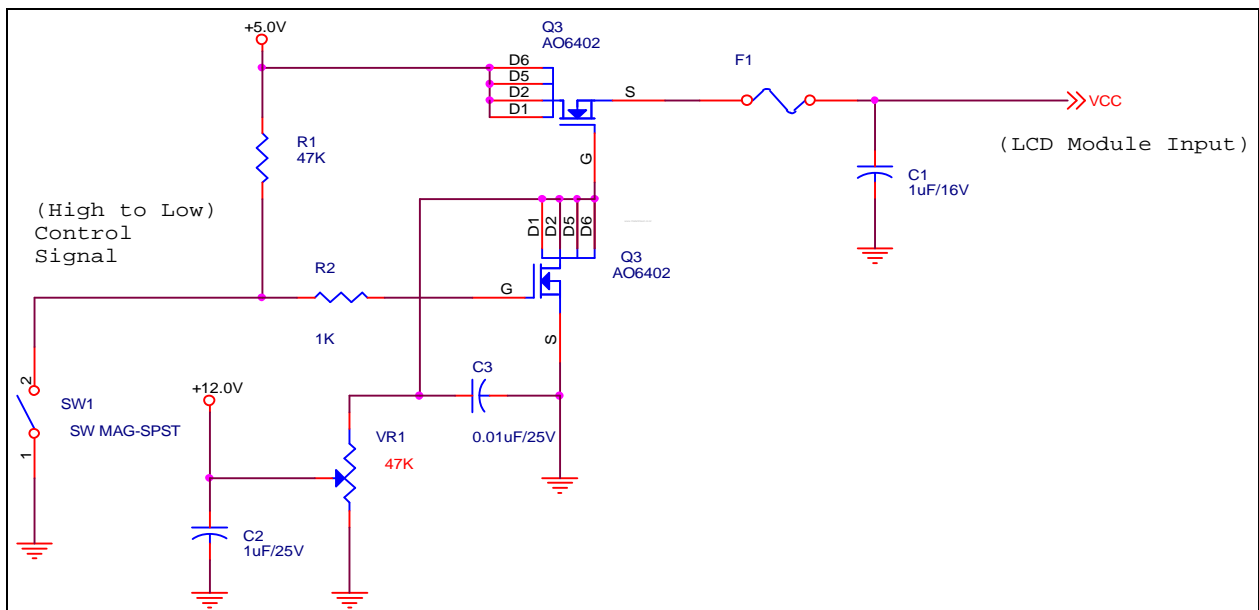 +5.0V
Q3
AO6402
D6
D5
D2
D1
S
G
F1
VCC
(LCD Module Input)
R1
47K
C1
1uF/16V
(High to Low)
Control
Signal
D1
D2
D5
D6
Q3
AO6402
R2
1K
G
S
C3
0.01uF/25V
2
SW1
SW MAG-SPST
1
+12.0V
VR1
47K
C2
1uF/25V